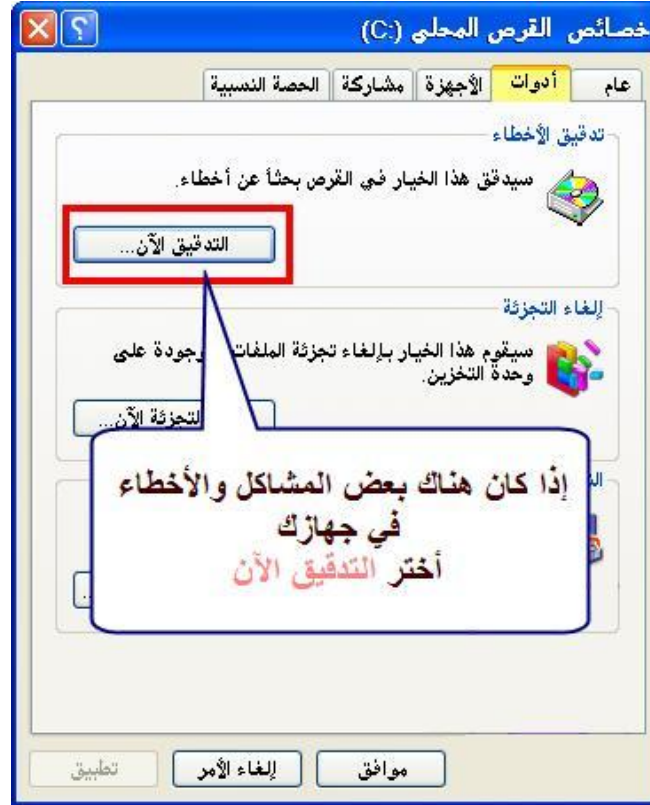 خصائص القرص المحلي (C:)
عام
أدوات
الأجهزة
مشاركة
الحصة النسبية
تدقيق الأخطاء
سيدقق هذا الخيار في القرص بحثاً عن أخطاء.
التدقيق الآن...
إلغاء التجزئة
سيقوم هذا الخيار بإلغاء تجزئة الملفات
على
وحدة التخزين.
الآن...
إذا كان هناك بعض المشاكل والأخطاء
في جهازك
أختر التدقيق الآن
موافق
إلغاء الأمر
تطبيق